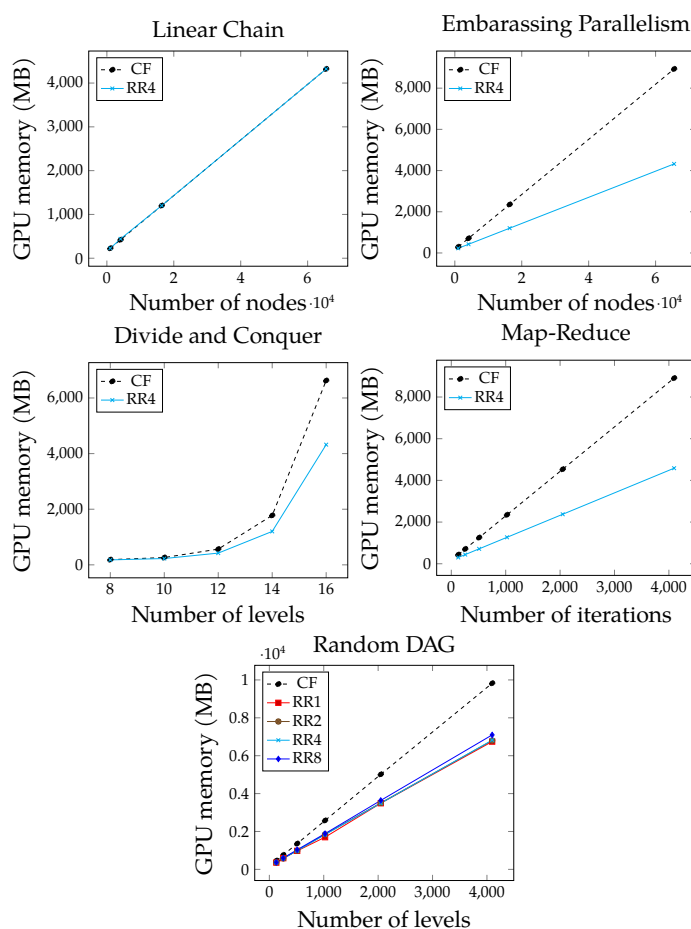 Linear Chain
4,000
3,000
2,000
1,000
0
GPU memory (MB)
CF
RR4
0 2 4 6
Number of nodes ·10^4
Embarassing Parallelism
8,000
6,000
4,000
2,000
0
GPU memory (MB)
CF
RR4
0 2 4 6
Number of nodes ·10^4
Divide and Conquer
6,000
4,000
2,000
0
GPU memory (MB)
CF
RR4
8 10 12 14 16
Number of levels
Map-Reduce
8,000
6,000
4,000
2,000
0
GPU memory (MB)
CF
RR4
0 1,000 2,000 3,000 4,000
Number of iterations
Random DAG
·10^4
1
0.8
0.6
0.4
0.2
0
GPU memory (MB)
CF
RR1
RR2
RR4
RR8
0 1,000 2,000 3,000 4,000
Number of levels